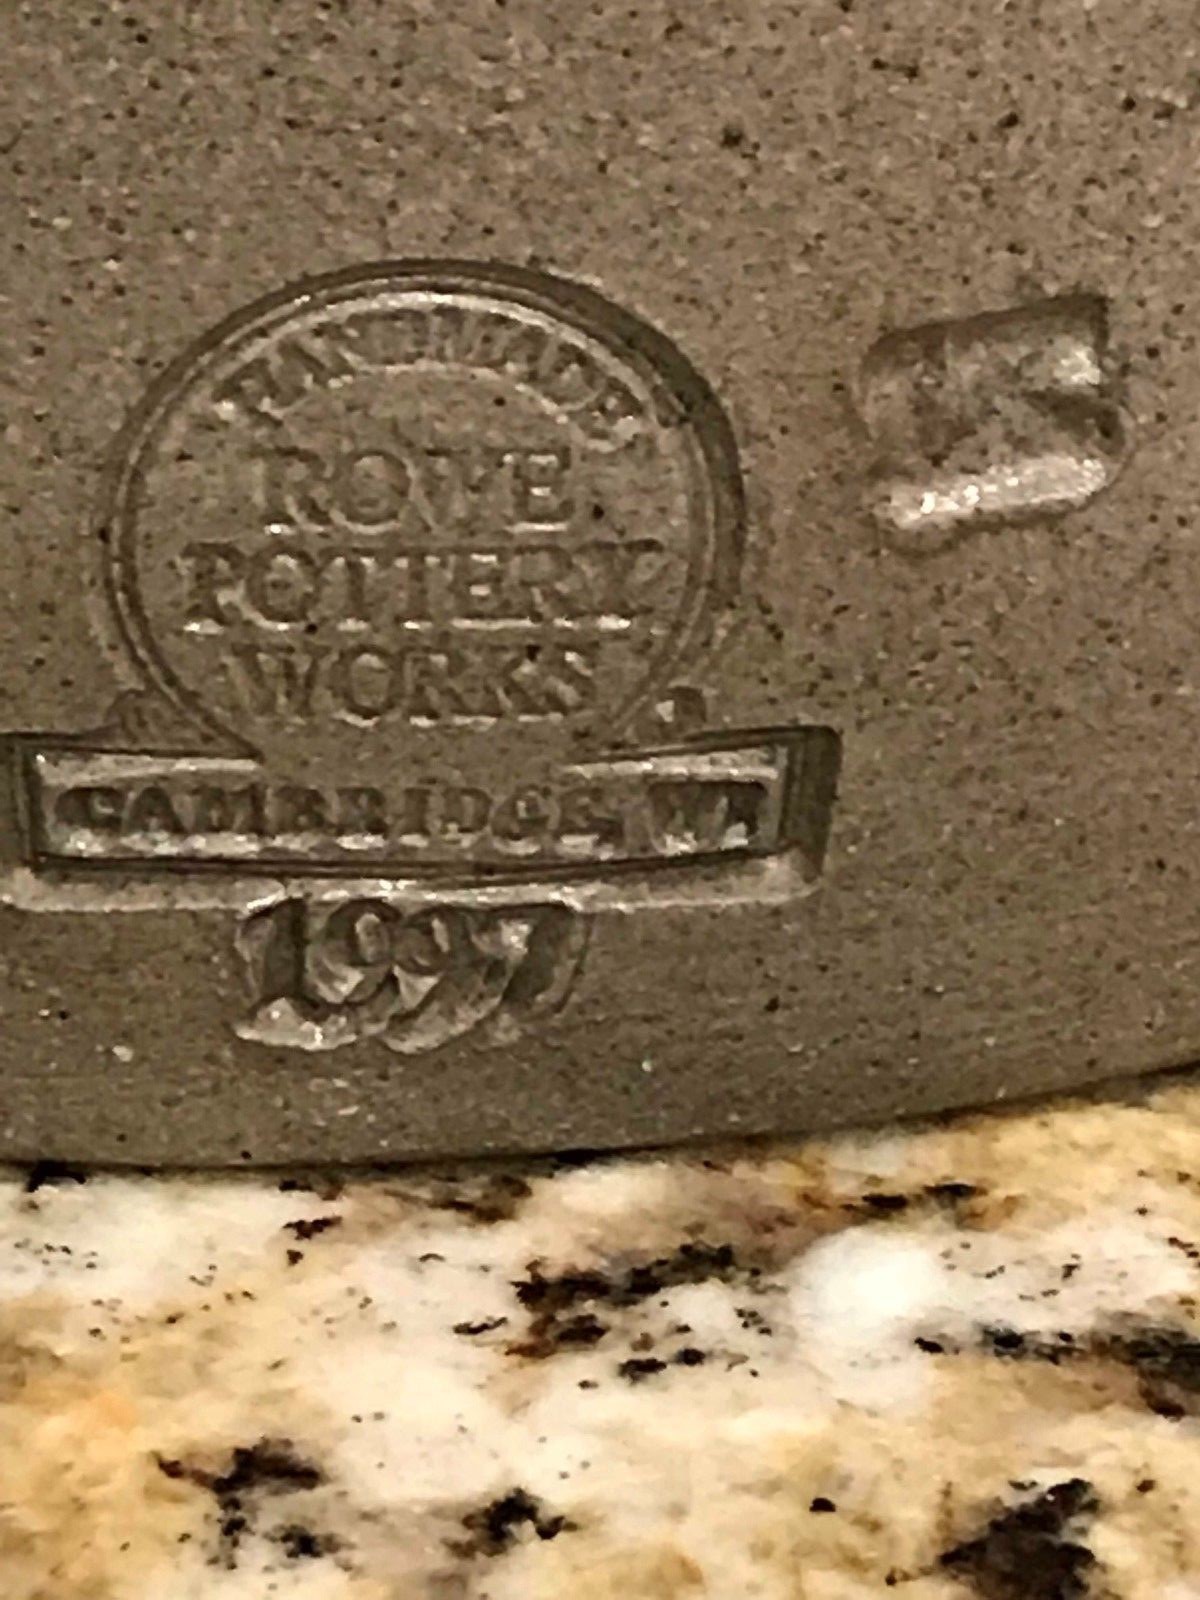 HANDMADE
ROWE
POTTERY
WORKS
CAMBRIDGE, WI
1997